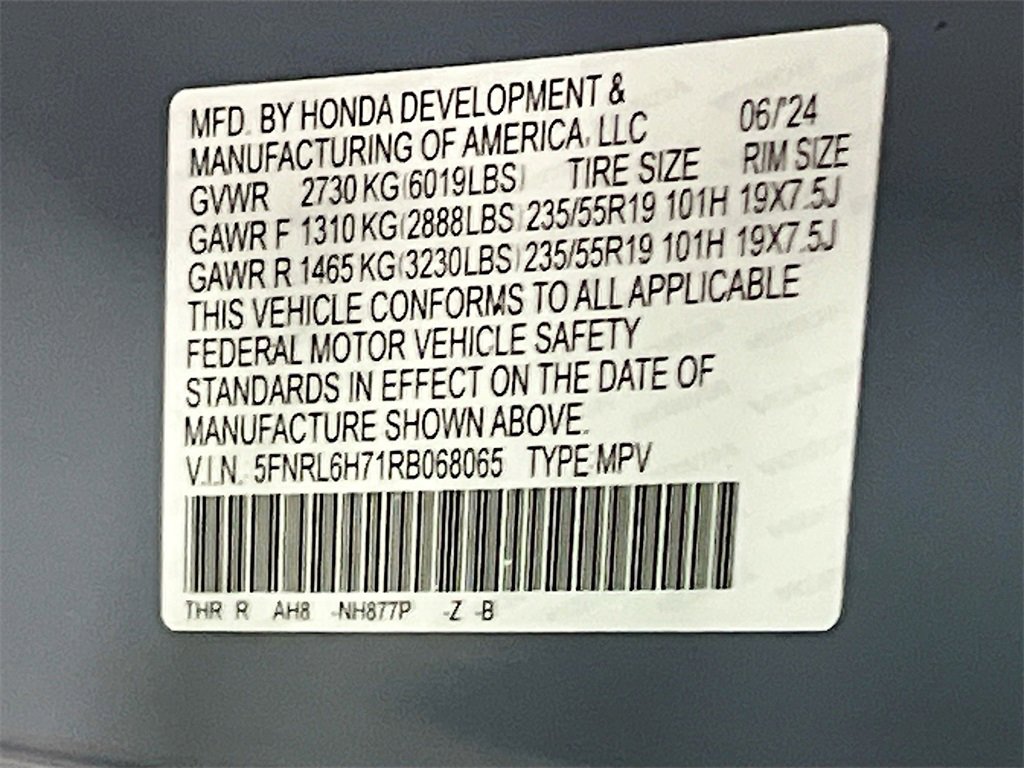 MFD. BY HONDA DEVELOPMENT &
MANUFACTURING OF AMERICA, LLC 06/'24
GVWR 2730 KG(6019LBS) TIRE SIZE RIM SIZE
GAWR F 1310 KG(2888LBS) 235/55R19 101H 19X7.5J
GAWR R 1465 KG(3230LBS) 235/55R19 101H 19X7.5J
THIS VEHICLE CONFORMS TO ALL APPLICABLE
FEDERAL MOTOR VEHICLE SAFETY
STANDARDS IN EFFECT ON THE DATE OF
MANUFACTURE SHOWN ABOVE.
V.I.N. 5FNRL6H71RB068065 TYPE:MPV
THR R AH8 -NH877P -Z -B